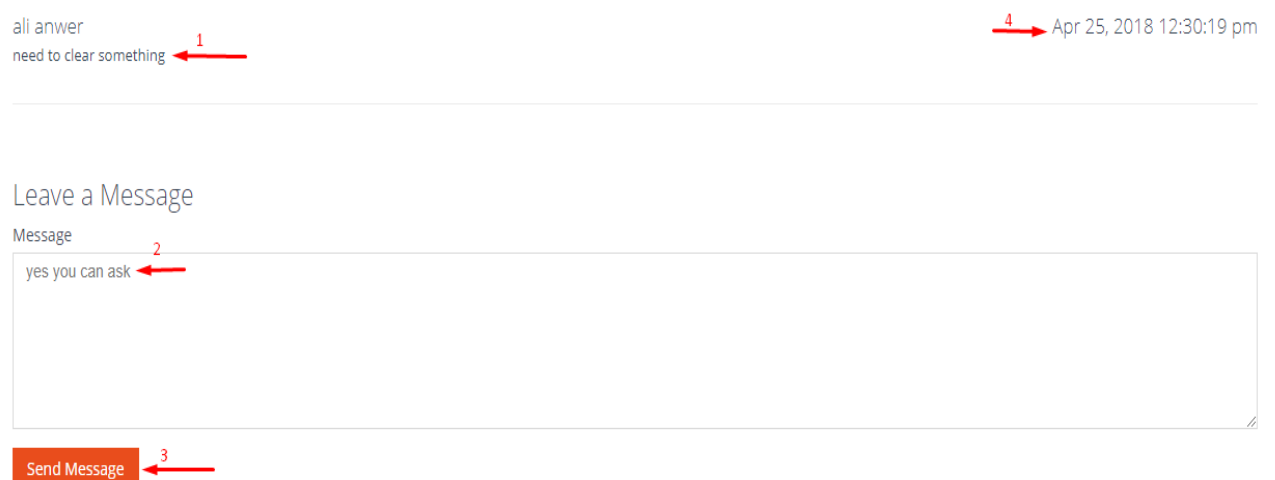 ali anwer
4
Apr 25, 2018 12:30:19 pm
1
need to clear something
Leave a Message
Message
2
yes you can ask
3
Send Message